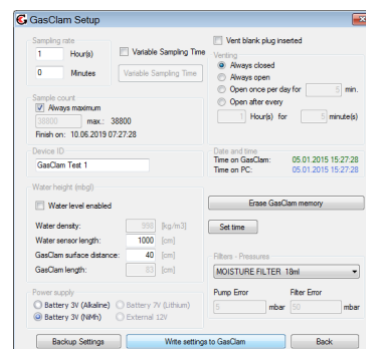 GasClam Setup
Sampling rate
1 Hour(s)
0 Minutes
Variable Sampling Time
Variable Sampling Time
Sample count
Always maximum
38800 max.: 38800
Finish on: 10.06.2019 07:27:28
Device ID
GasClam Test 1
Water height (mbgl)
Water level enabled
Water density: 998 [kg/m3]
Water sensor length: 1000 [cm]
GasClam surface distance: 40 [cm]
GasClam length: 83 [cm]
Power supply
Battery 3V (Alkaline) Battery 7V (Lithium)
Battery 3V (NiMh) External 12V
Vent blank plug inserted
Venting
Always closed
Always open
Open once per day for 5 min.
Open after every
1 Hour(s) for 5 minute(s)
Date and time
Time on GasClam: 05.01.2015 15:27:28
Time on PC: 05.01.2015 15:27:28
Erase GasClam memory
Set time
Filters - Pressures
MOISTURE FILTER 18ml
Pump Error Filter Error
5 mbar 50 mbar
Backup Settings Write settings to GasClam Back